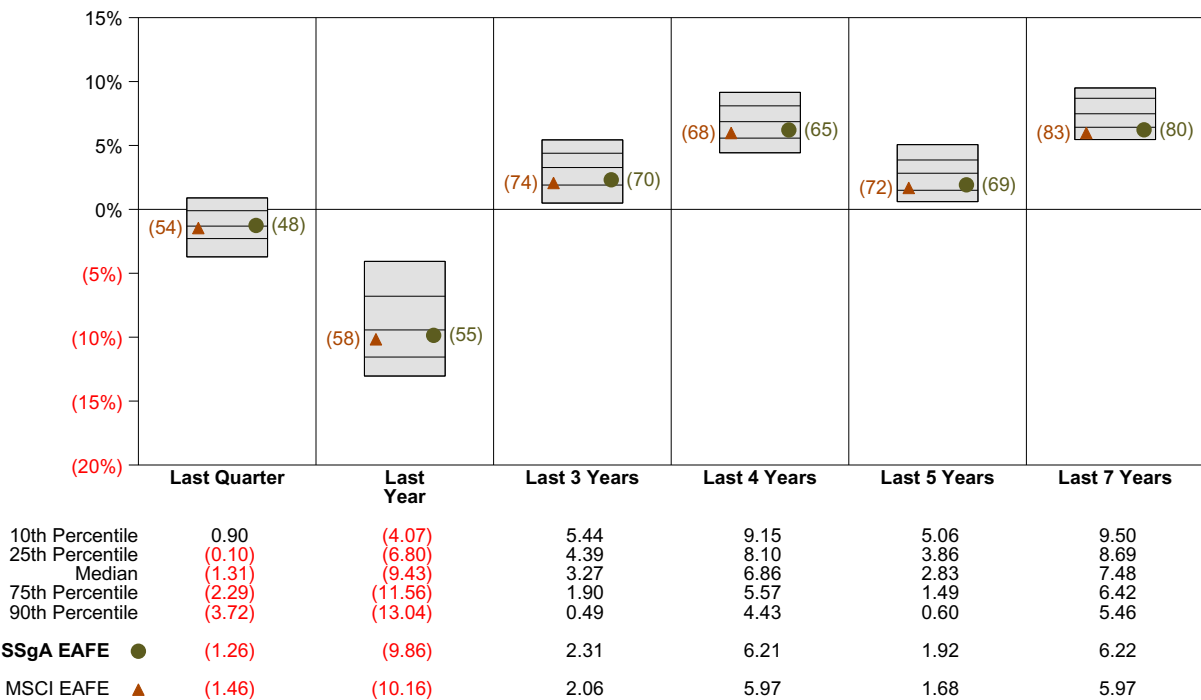 15%
10%
5%
0%
(5%)
(10%)
(15%)
(20%)
(54) (48)
(58) (55)
(74) (70)
(68) (65)
(72) (69)
(83) (80)
Last Quarter Last Year Last 3 Years Last 4 Years Last 5 Years Last 7 Years
10th Percentile 0.90 (4.07) 5.44 9.15 5.06 9.50
25th Percentile (0.10) (6.80) 4.39 8.10 3.86 8.69
Median (1.31) (9.43) 3.27 6.86 2.83 7.48
75th Percentile (2.29) (11.56) 1.90 5.57 1.49 6.42
90th Percentile (3.72) (13.04) 0.49 4.43 0.60 5.46
SSgA EAFE (1.26) (9.86) 2.31 6.21 1.92 6.22
MSCI EAFE (1.46) (10.16) 2.06 5.97 1.68 5.97